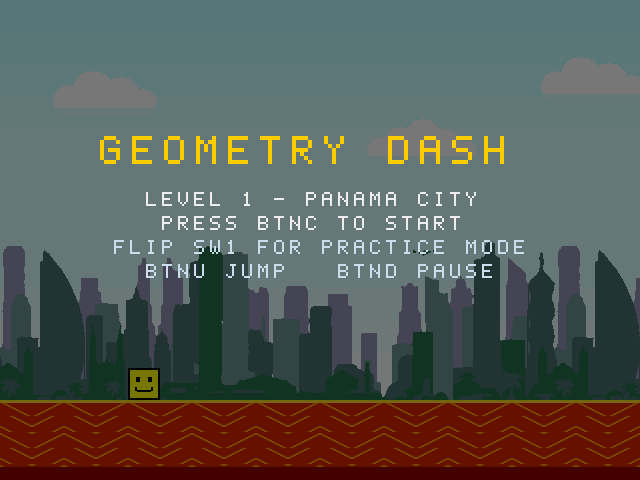 GEOMETRY DASH
LEVEL 1 - PANAMA CITY
PRESS BTNC TO START
FLIP SW1 FOR PRACTICE MODE
BTNU JUMP BTND PAUSE